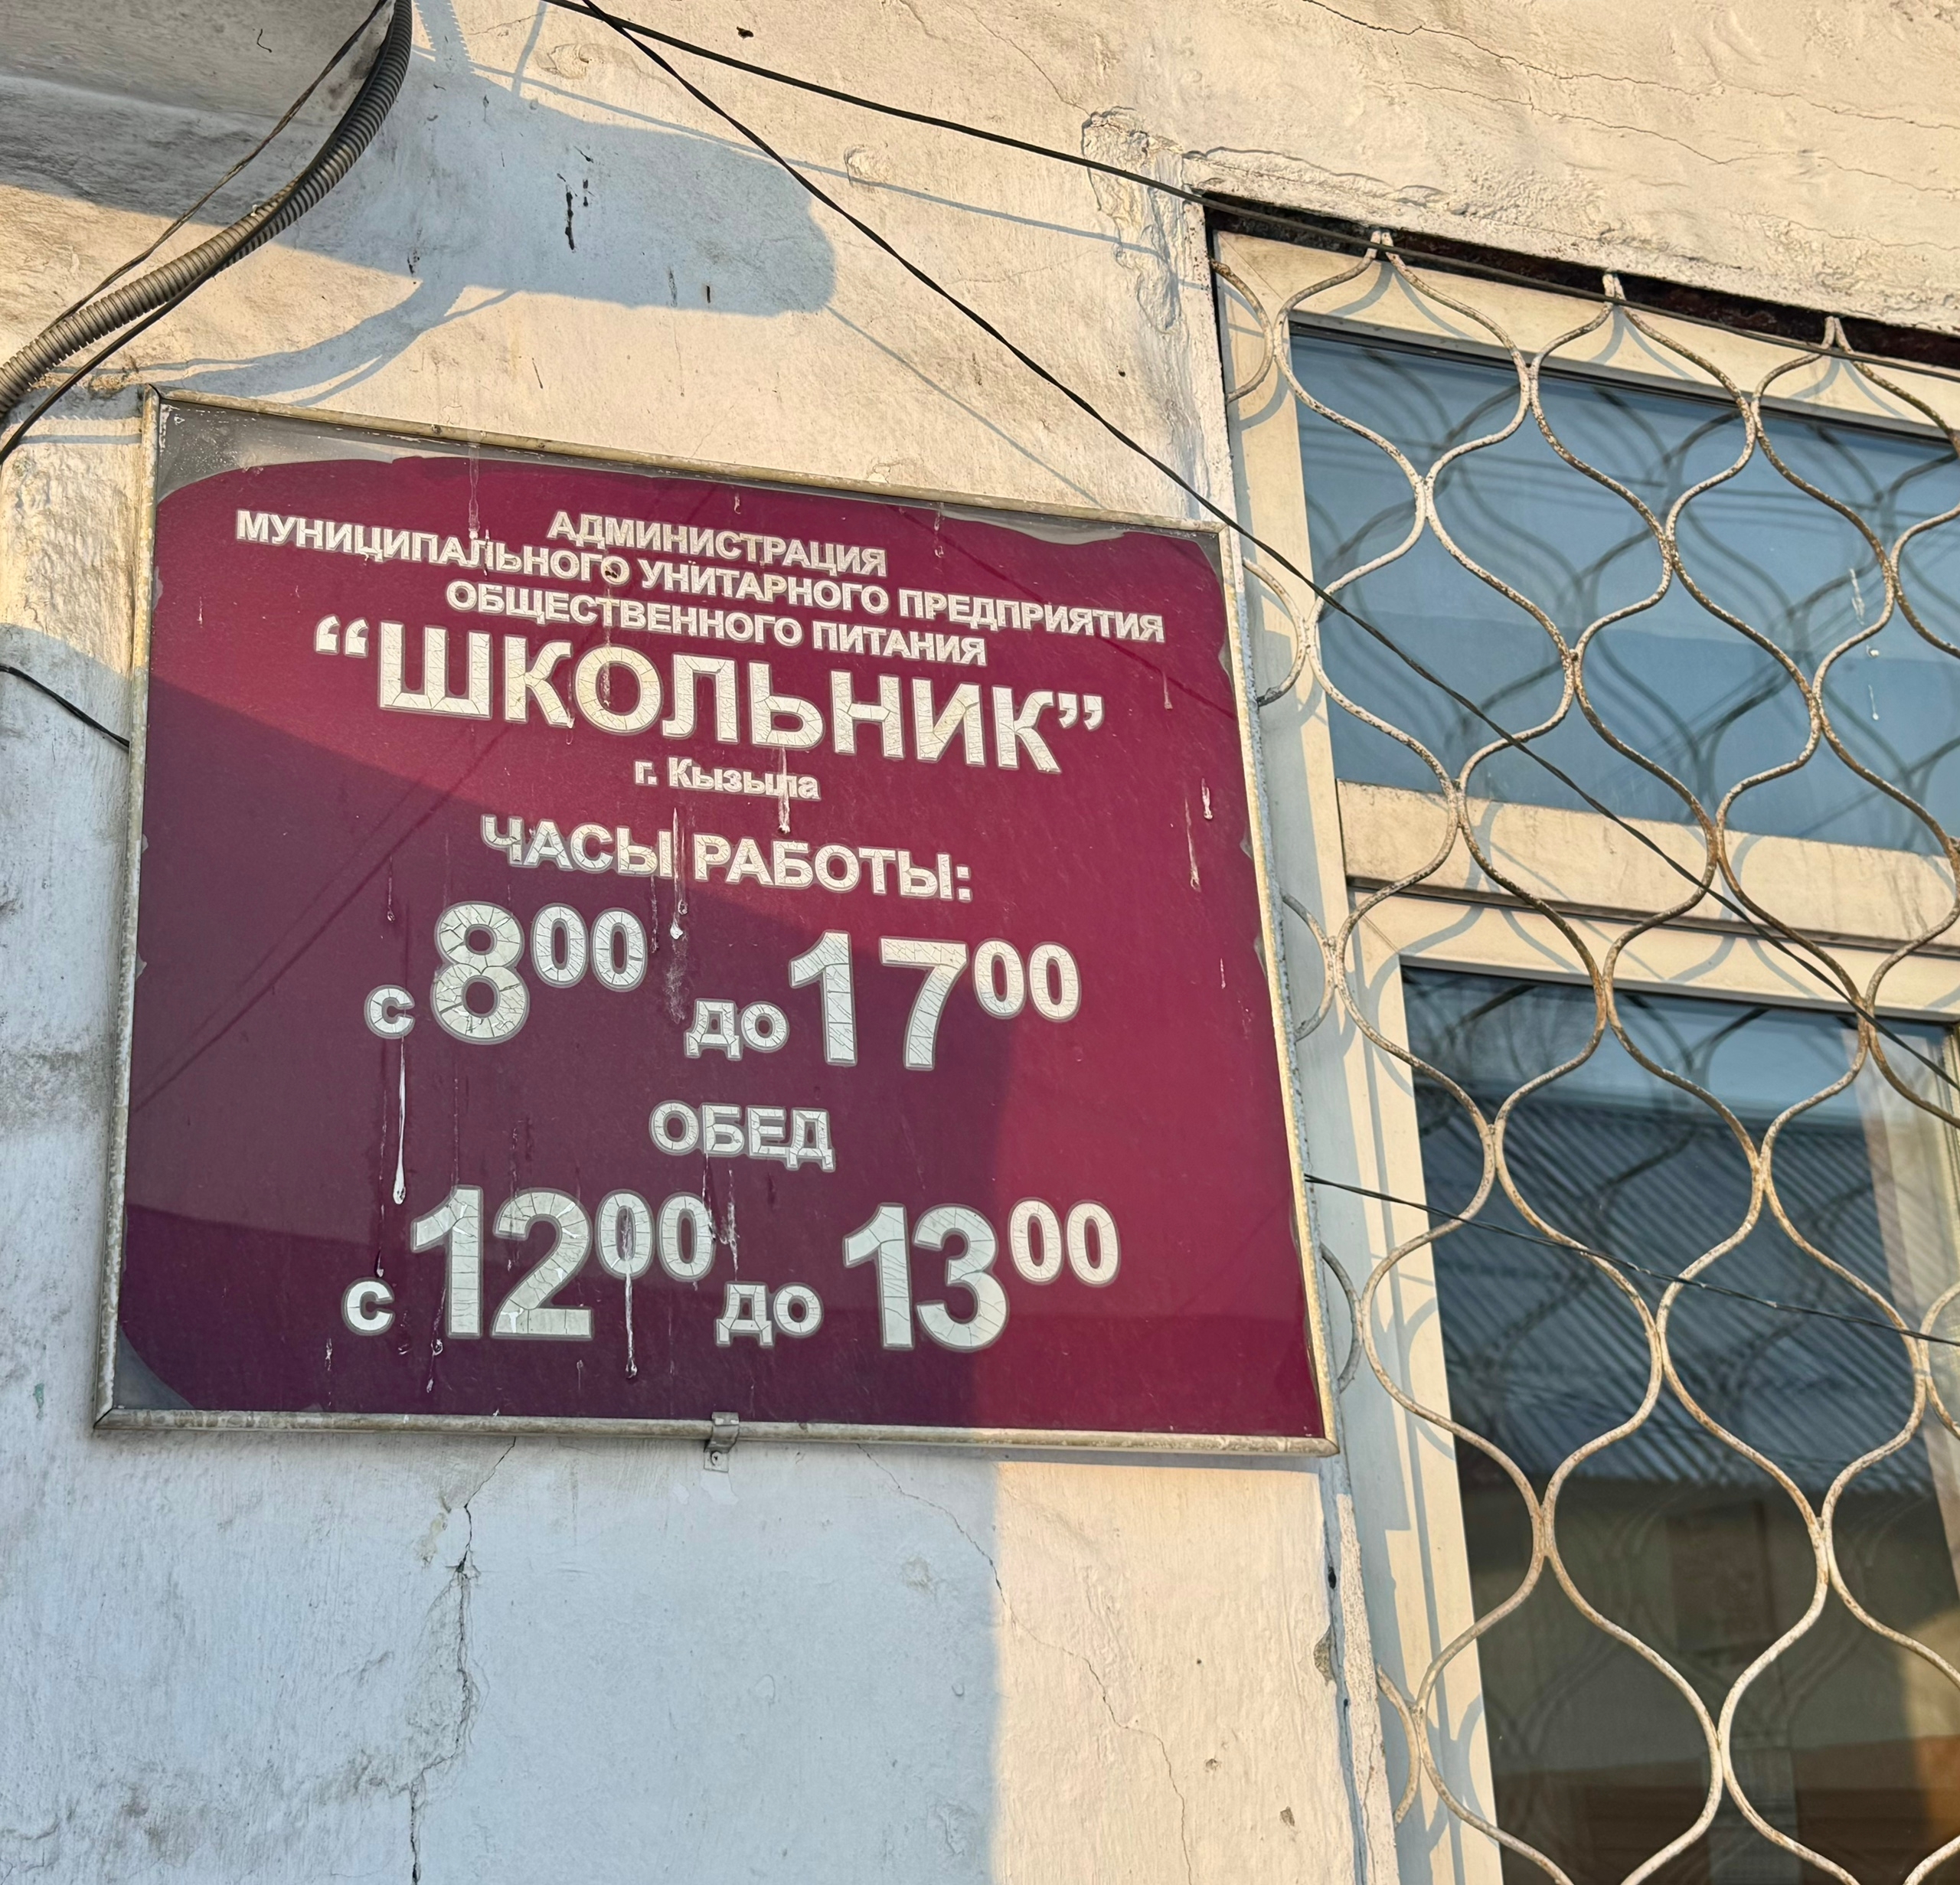 АДМИНИСТРАЦИЯ
МУНИЦИПАЛЬНОГО УНИТАРНОГО ПРЕДПРИЯТИЯ
ОБЩЕСТВЕННОГО ПИТАНИЯ
“ШКОЛЬНИК”
г. Кызыла
ЧАСЫ РАБОТЫ:
с 8⁰⁰ до 17⁰⁰
ОБЕД
с 12⁰⁰ до 13⁰⁰